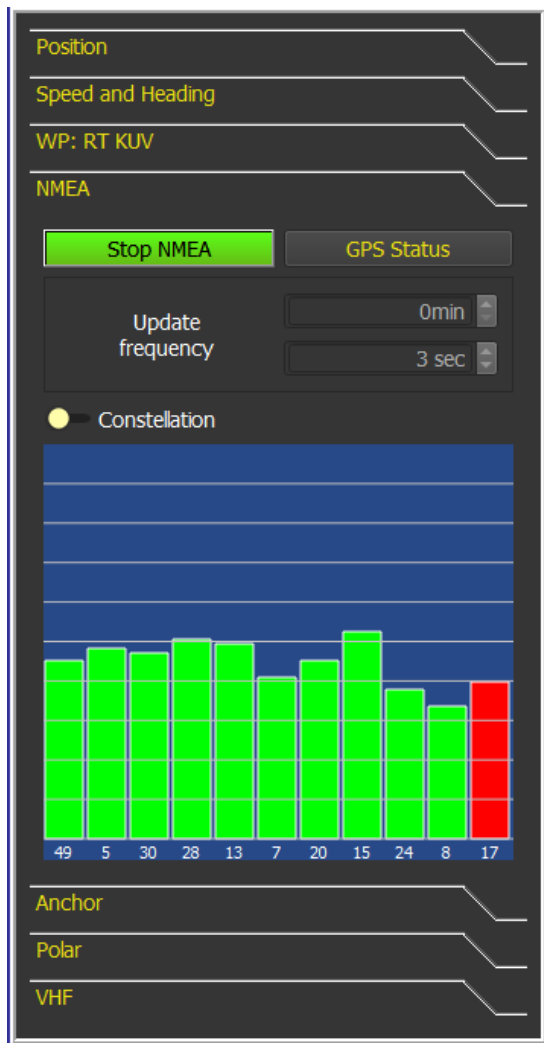 Position
Speed and Heading
WP: RT KUV
NMEA
Stop NMEA GPS Status
Update
frequency
0min
3 sec
Constellation
49 5 30 28 13 7 20 15 24 8 17
Anchor
Polar
VHF